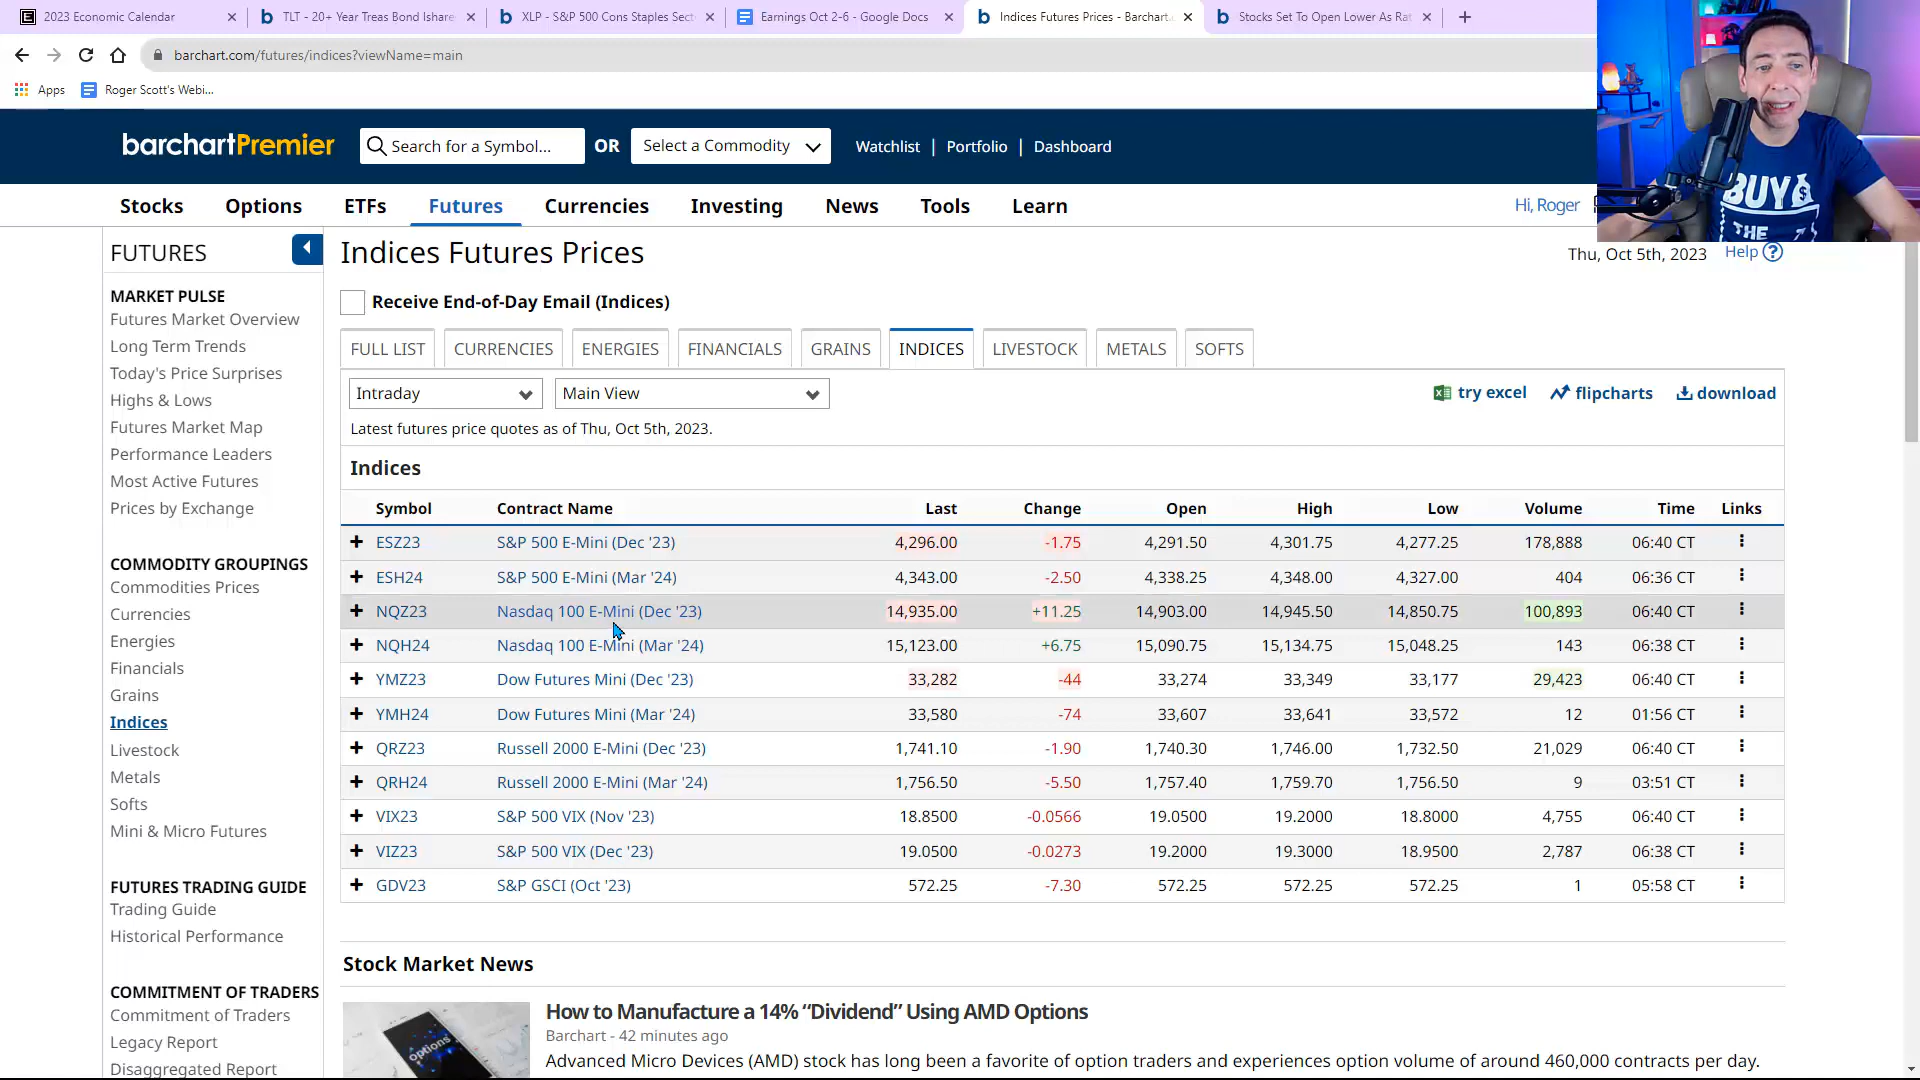 2023 Economic Calendar
TLT - 20+ Year Treas Bond Ishare
XLP - S&P 500 Cons Staples Sect
Earnings Oct 2-6 - Google Docs
Indices Futures Prices - Barchart.
Stocks Set To Open Lower As Rat
barchart.com/futures/indices?viewName=main
Apps
Roger Scott's Webi...
barchartPremier
Search for a Symbol...
OR
Select a Commodity
Watchlist | Portfolio | Dashboard
Stocks Options ETFs Futures Currencies Investing News Tools Learn
Hi, Roger
BUY
THE
FUTURES
Indices Futures Prices
Thu, Oct 5th, 2023
Help ?
MARKET PULSE
Futures Market Overview
Long Term Trends
Today's Price Surprises
Highs & Lows
Futures Market Map
Performance Leaders
Most Active Futures
Prices by Exchange
COMMODITY GROUPINGS
Commodities Prices
Currencies
Energies
Financials
Grains
Indices
Livestock
Metals
Softs
Mini & Micro Futures
FUTURES TRADING GUIDE
Trading Guide
Historical Performance
COMMITMENT OF TRADERS
Commitment of Traders
Legacy Report
Disaggregated Report
Receive End-of-Day Email (Indices)
FULL LIST CURRENCIES ENERGIES FINANCIALS GRAINS INDICES LIVESTOCK METALS SOFTS
Intraday
Main View
try excel
flipcharts
download
Latest futures price quotes as of Thu, Oct 5th, 2023.
Indices
Symbol Contract Name Last Change Open High Low Volume Time Links
+ ESZ23 S&P 500 E-Mini (Dec '23) 4,296.00 -1.75 4,291.50 4,301.75 4,277.25 178,888 06:40 CT
+ ESH24 S&P 500 E-Mini (Mar '24) 4,343.00 -2.50 4,338.25 4,348.00 4,327.00 404 06:36 CT
+ NQZ23 Nasdaq 100 E-Mini (Dec '23) 14,935.00 +11.25 14,903.00 14,945.50 14,850.75 100,893 06:40 CT
+ NQH24 Nasdaq 100 E-Mini (Mar '24) 15,123.00 +6.75 15,090.75 15,134.75 15,048.25 143 06:38 CT
+ YMZ23 Dow Futures Mini (Dec '23) 33,282 -44 33,274 33,349 33,177 29,423 06:40 CT
+ YMH24 Dow Futures Mini (Mar '24) 33,580 -74 33,607 33,641 33,572 12 01:56 CT
+ QRZ23 Russell 2000 E-Mini (Dec '23) 1,741.10 -1.90 1,740.30 1,746.00 1,732.50 21,029 06:40 CT
+ QRH24 Russell 2000 E-Mini (Mar '24) 1,756.50 -5.50 1,757.40 1,759.70 1,756.50 9 03:51 CT
+ VIX23 S&P 500 VIX (Nov '23) 18.8500 -0.0566 19.0500 19.2000 18.8000 4,755 06:40 CT
+ VIZ23 S&P 500 VIX (Dec '23) 19.0500 -0.0273 19.2000 19.3000 18.9500 2,787 06:38 CT
+ GDV23 S&P GSCI (Oct '23) 572.25 -7.30 572.25 572.25 572.25 1 05:58 CT
Stock Market News
options
How to Manufacture a 14% “Dividend” Using AMD Options
Barchart - 42 minutes ago
Advanced Micro Devices (AMD) stock has long been a favorite of option traders and experiences option volume of around 460,000 contracts per day.